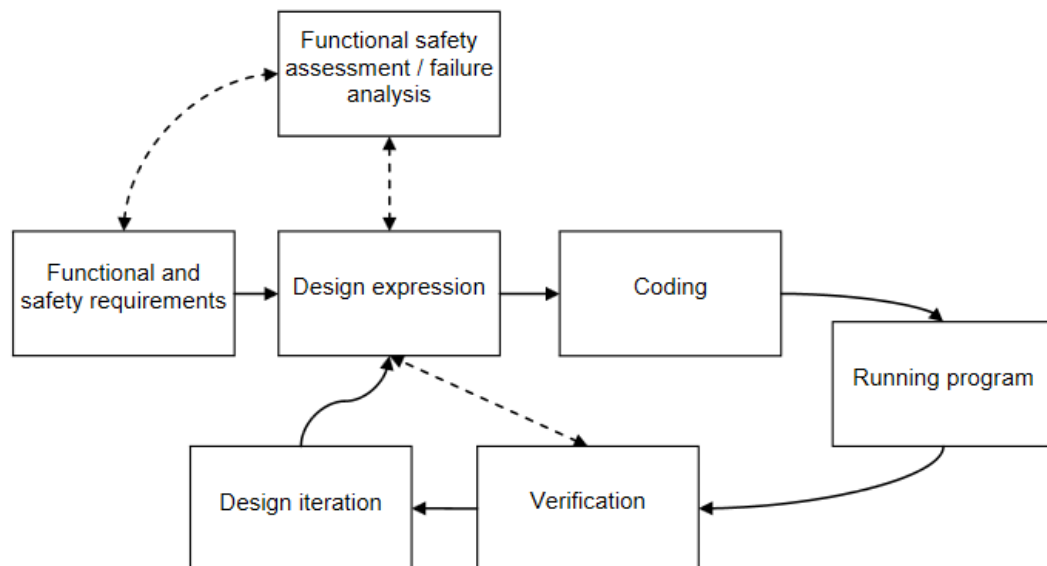 Functional safety
assessment / failure
analysis
Functional and
safety requirements
Design expression
Coding
Running program
Design iteration
Verification